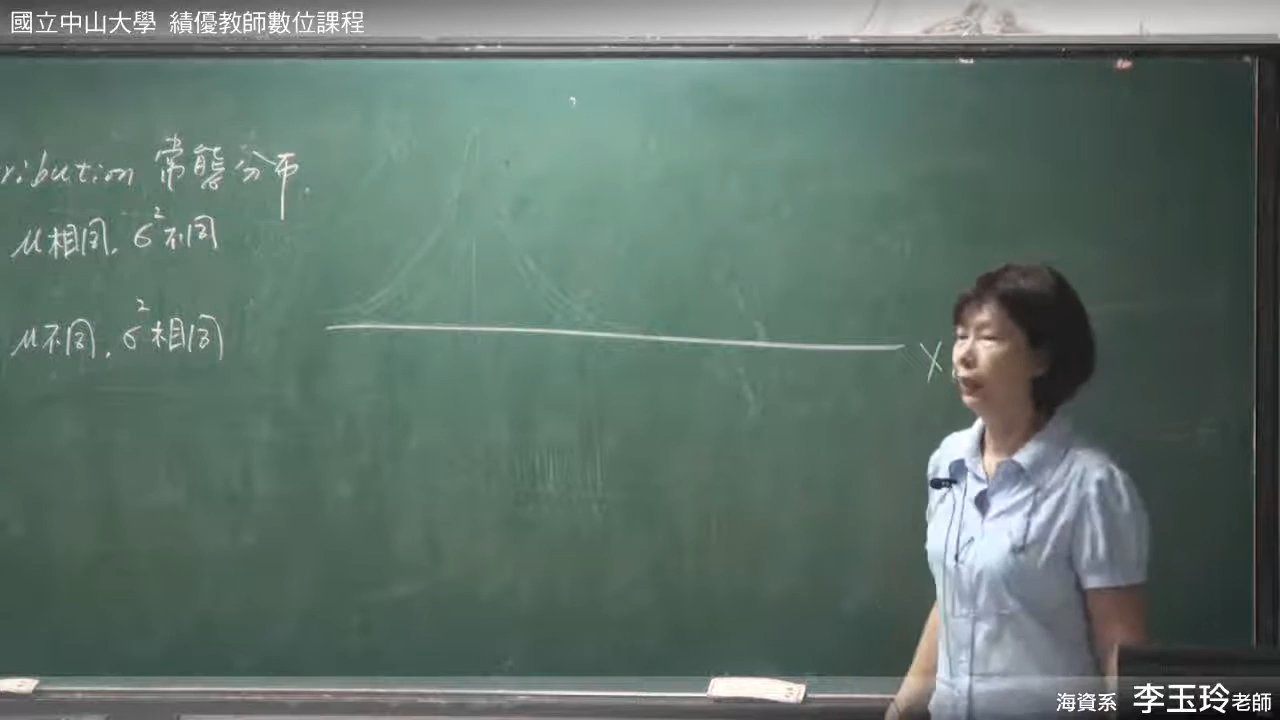 國立中山大學 績優教師數位課程
ribution 常態分布.
μ相同, σ²不同
μ不同, σ²相同
X
海資系 李玉玲老師